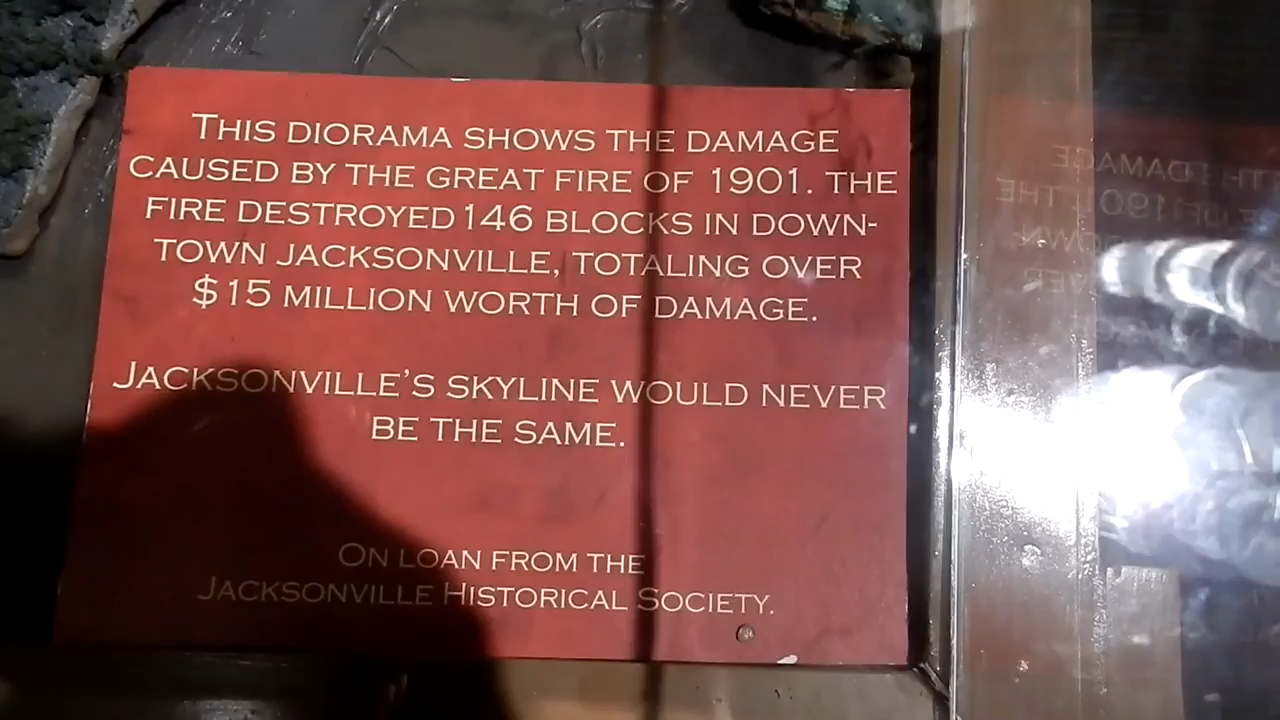 THIS DIORAMA SHOWS THE DAMAGE
CAUSED BY THE GREAT FIRE OF 1901. THE
FIRE DESTROYED 146 BLOCKS IN DOWN-
TOWN JACKSONVILLE, TOTALING OVER
$15 MILLION WORTH OF DAMAGE.
JACKSONVILLE'S SKYLINE WOULD NEVER
BE THE SAME.
ON LOAN FROM THE
JACKSONVILLE HISTORICAL SOCIETY.